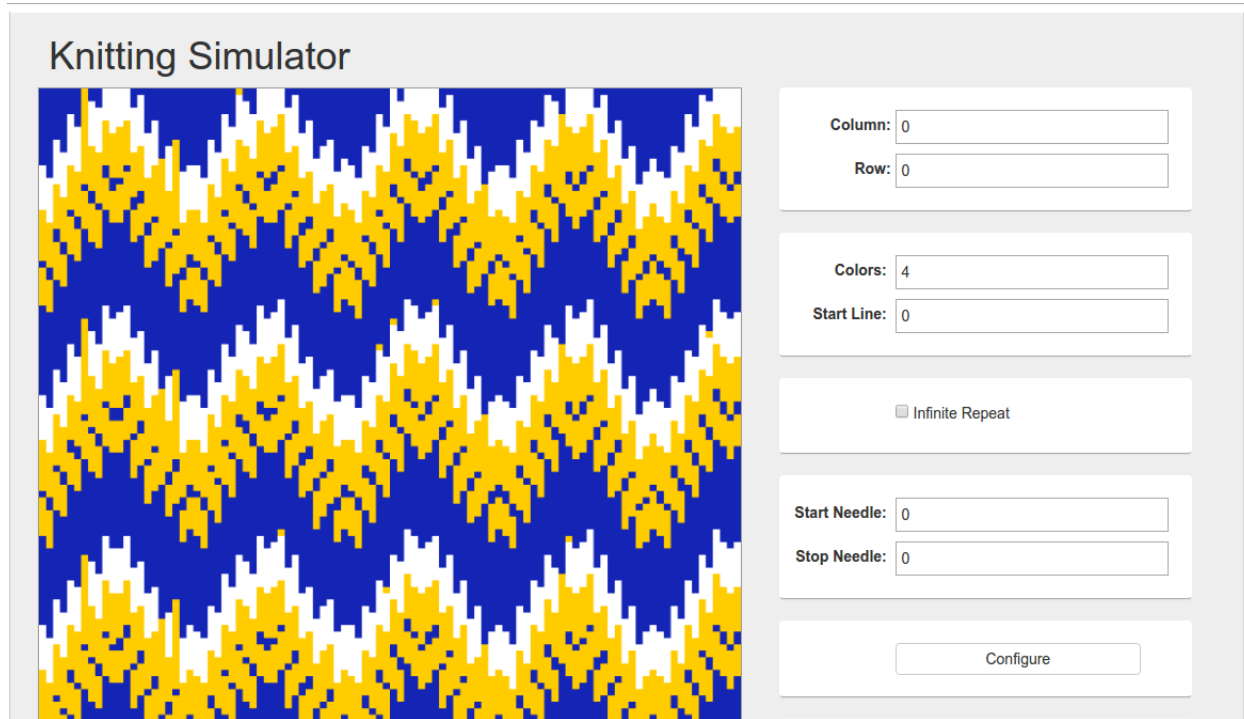 Knitting Simulator
Column: 0
Row: 0
Colors: 4
Start Line: 0
Infinite Repeat
Start Needle: 0
Stop Needle: 0
Configure